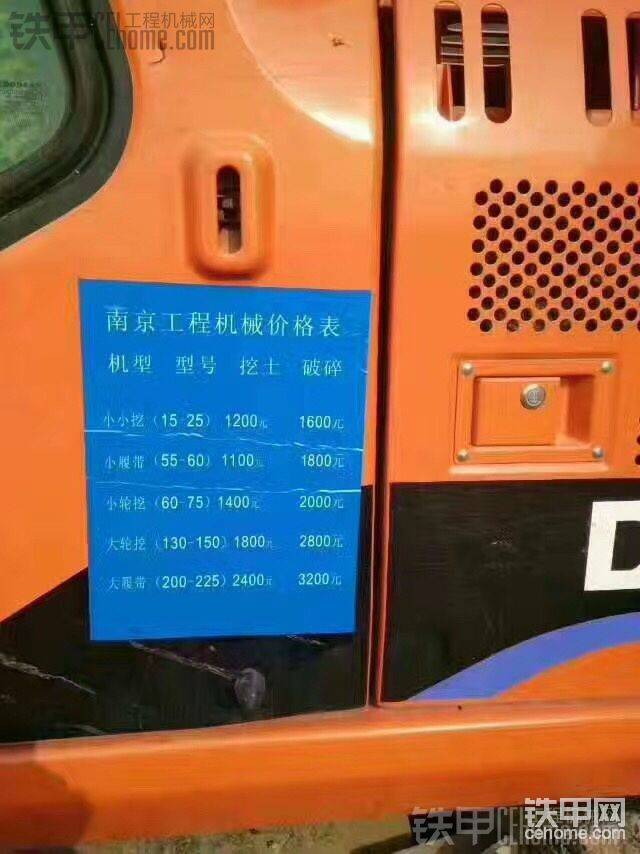 铁甲 工程机械网
cehome.com
南京工程机械价格表
机型 型号 挖土 破碎
小小挖 (15-25) 1200元 1600元
小履带 (55-60) 1100元 1800元
小轮挖 (60-75) 1400元 2000元
大轮挖 (130-150) 1800元 2800元
大履带 (200-225) 2400元 3200元
D
铁甲网
cehome.com